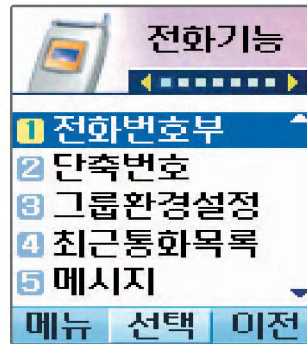 전화기능
1 전화번호부
2 단축번호
3 그룹환경설정
4 최근통화목록
5 메시지
메뉴 선택 이전